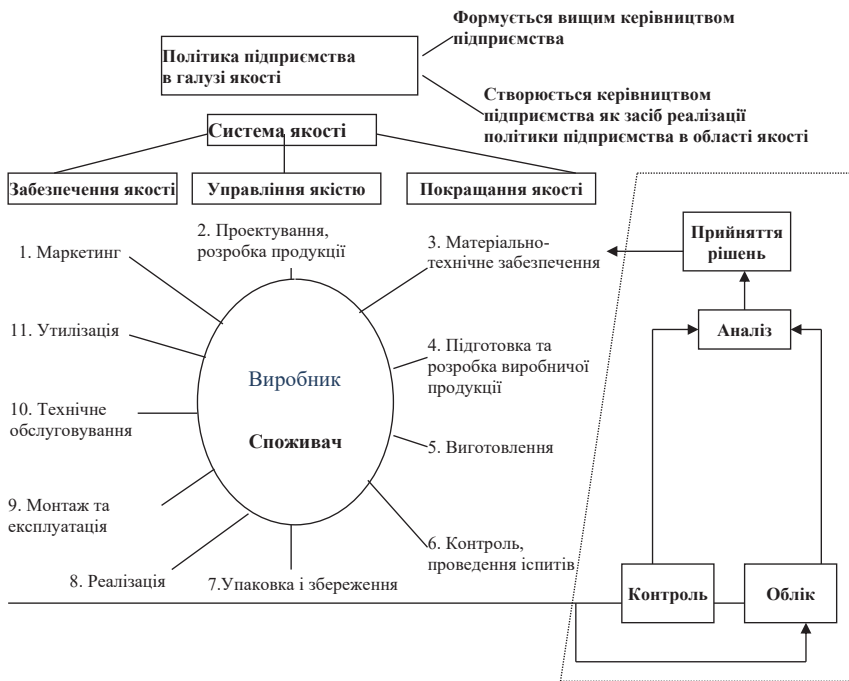 Формується вищим керівництвом
підприємства
Політика підприємства
в галузі якості
Створюється керівництвом
підприємства як засіб реалізації
політики підприємства в області якості
Система якості
Забезпечення якості
Управління якістю
Покращання якості
1. Маркетинг
2. Проектування,
розробка продукції
3. Матеріально-
технічне забезпечення
Прийняття
рішень
11. Утилізація
Аналіз
4. Підготовка та
розробка виробничої
продукції
Виробник
10. Технічне
обслуговування
Споживач
5. Виготовлення
9. Монтаж та
експлуатація
6. Контроль,
проведення іспитів
8. Реалізація
7.Упаковка і збереження
Контроль
Облік